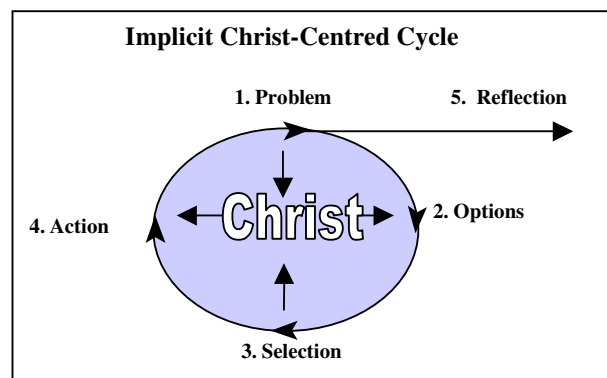 Implicit Christ-Centred Cycle
1. Problem
5. Reflection
Christ
4. Action
2. Options
3. Selection